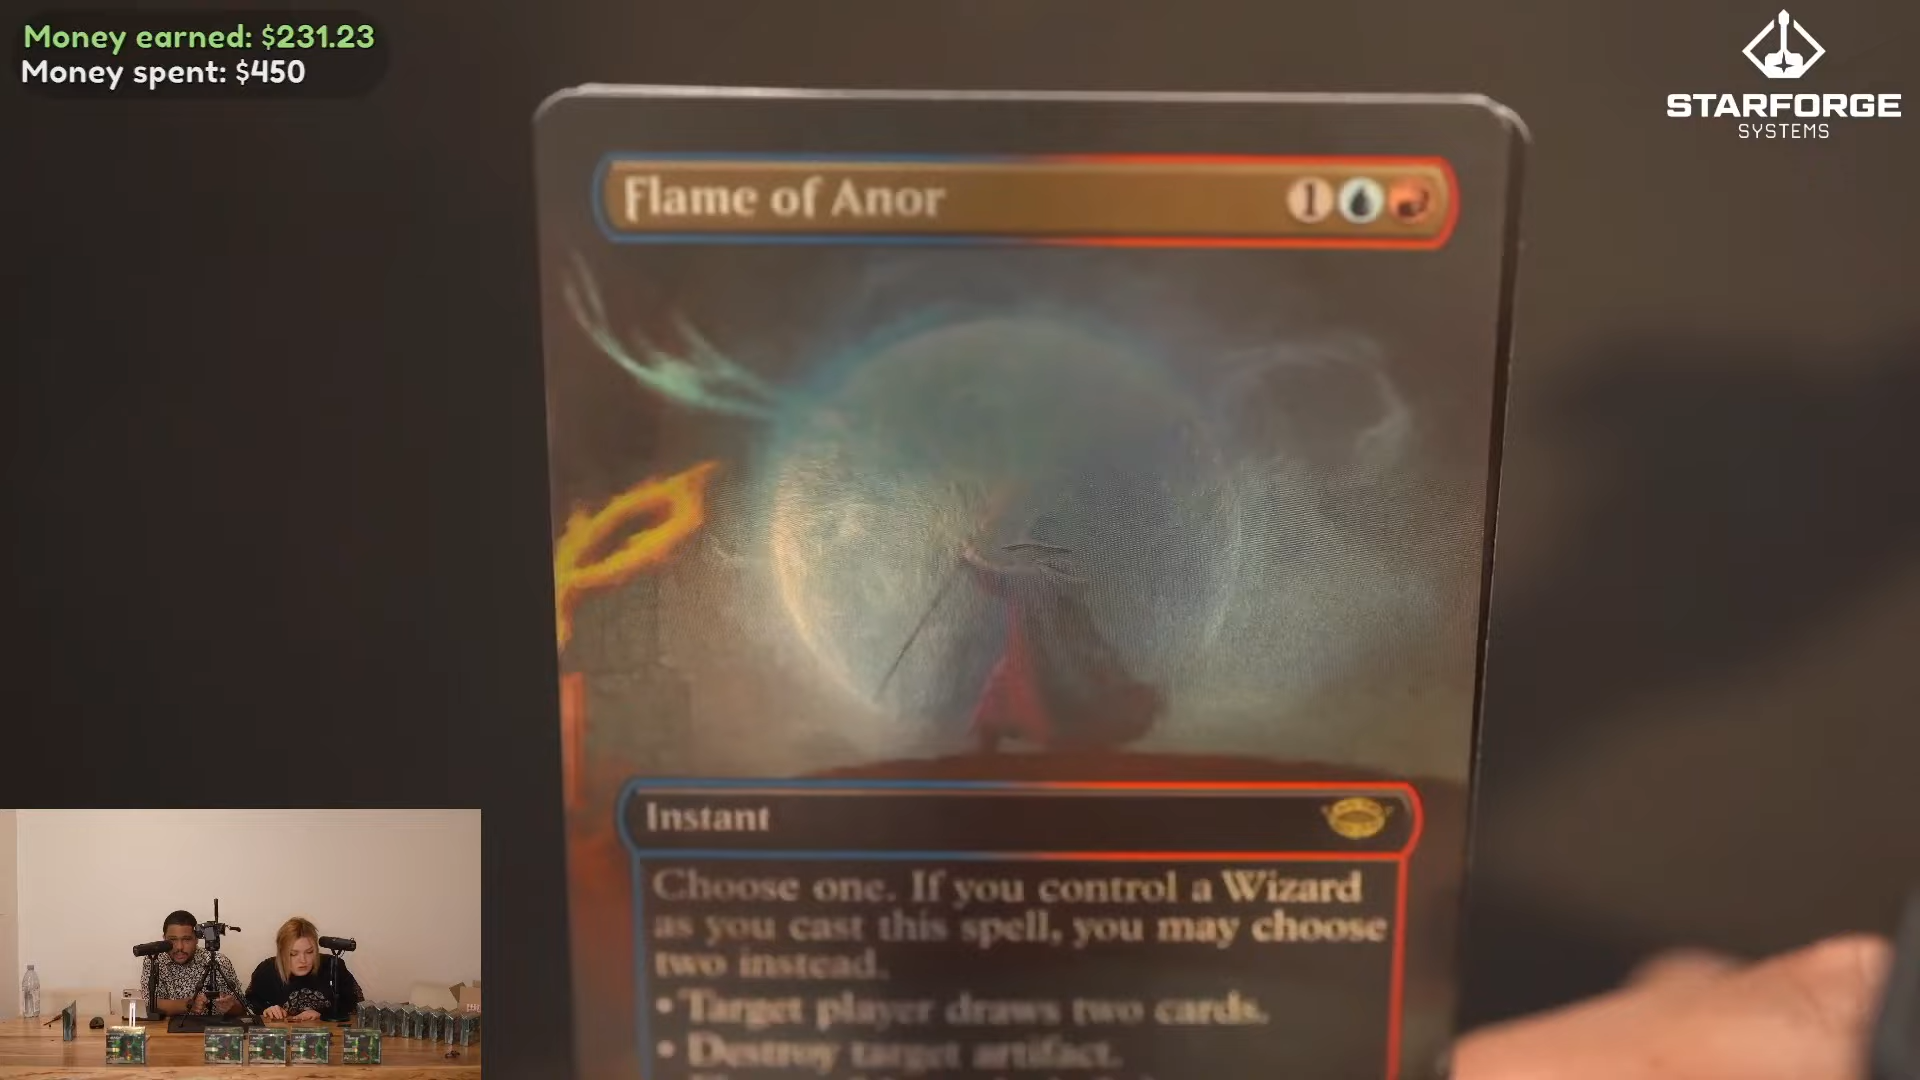 Money earned: $231.23
Money spent: $450
STARFORGE
SYSTEMS
Flame of Anor
1
Instant
Choose one. If you control a Wizard
as you cast this spell, you may choose
two instead.
• Target player draws two cards.
• Destroy target artifact.